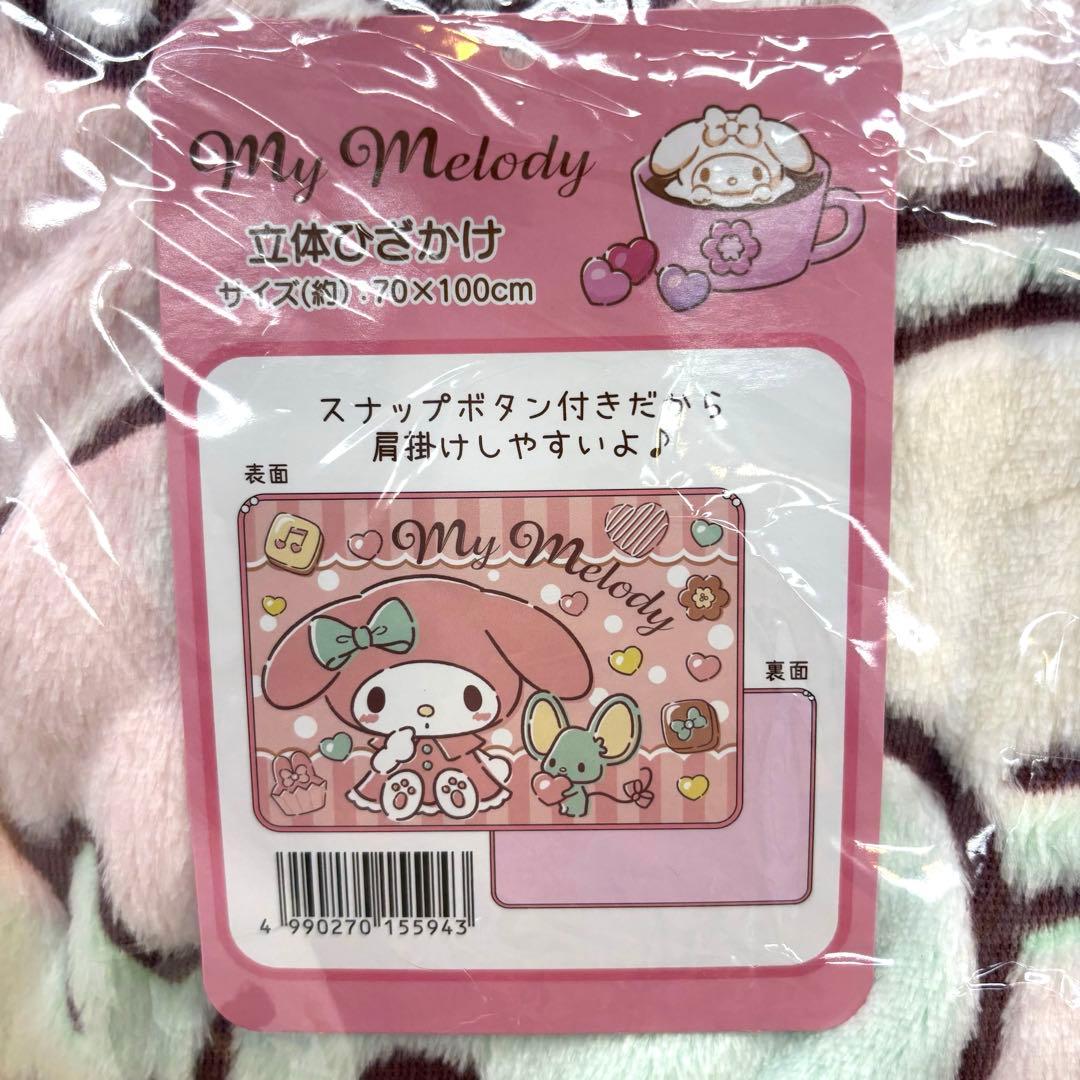 My Melody
立体ひざかけ
サイズ(約):70×100cm
スナップボタン付きだから
肩掛けしやすいよ♪
表面
My Melody
裏面
4 990270 155943